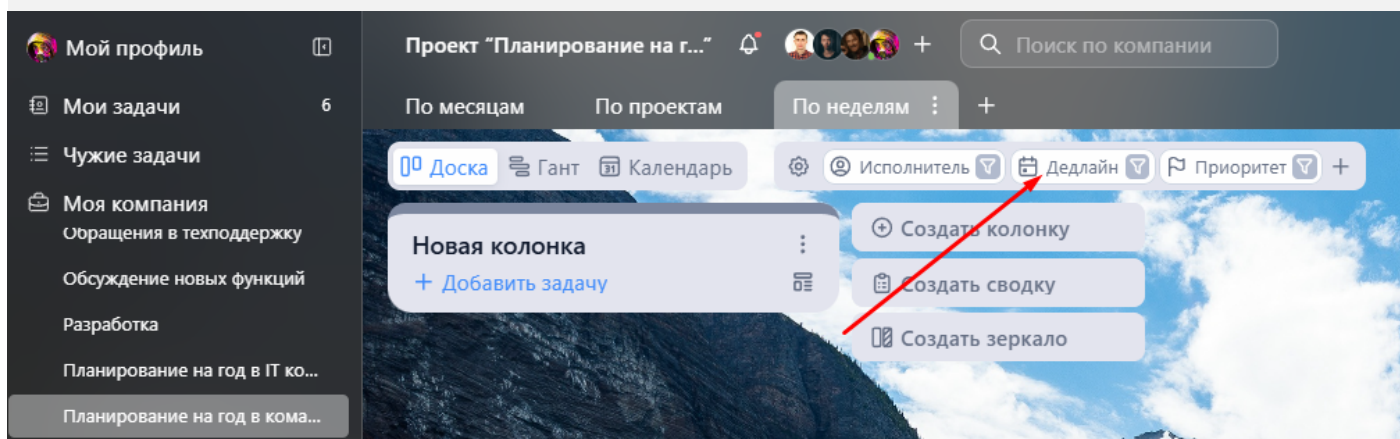 Мой профиль
Мои задачи 6
Чужие задачи
Моя компания
Обращения в техподдержку
Обсуждение новых функций
Разработка
Планирование на год в IT ко...
Планирование на год в кома...
Проект “Планирование на г...” + Поиск по компании
По месяцам По проектам По неделям +
Доска Гант 31 Календарь Исполнитель Дедлайн Приоритет +
Новая колонка
+ Добавить задачу
Создать колонку
Создать сводку
Создать зеркало